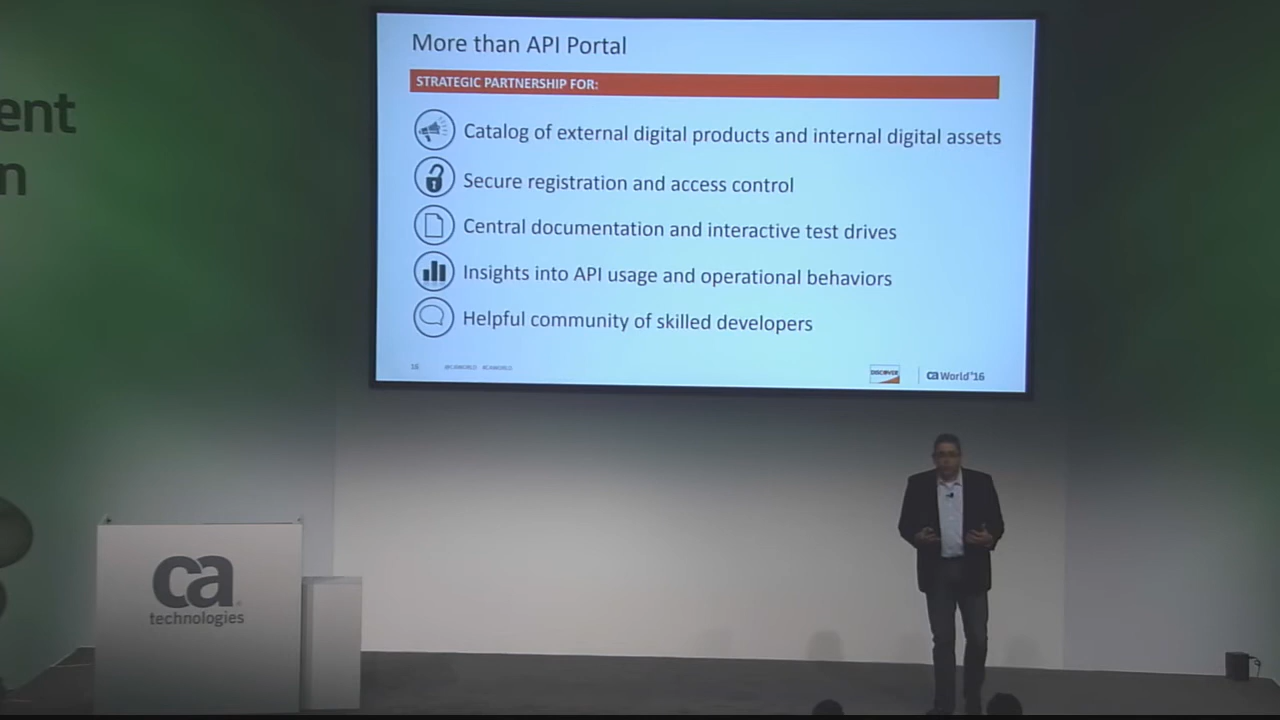 ent
n
More than API Portal
STRATEGIC PARTNERSHIP FOR:
Catalog of external digital products and internal digital assets
Secure registration and access control
Central documentation and interactive test drives
Insights into API usage and operational behaviors
Helpful community of skilled developers
16
#CAWORLD
DISCOVER
ca World'16
ca
technologies